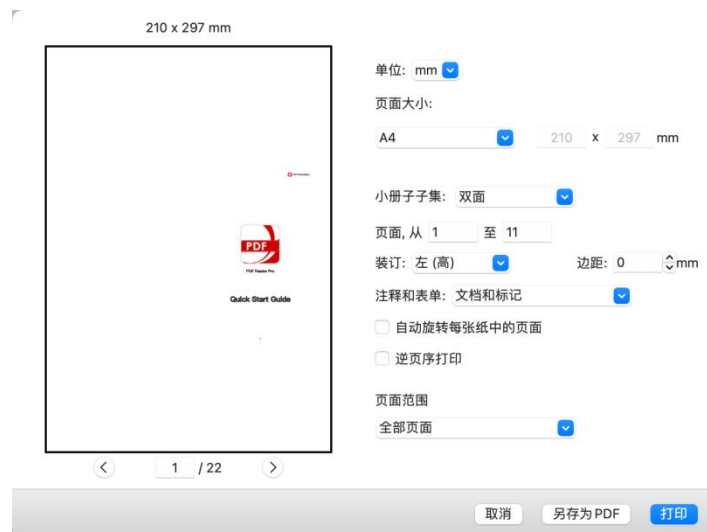 210 x 297 mm
单位: mm
页面大小:
A4 210 x 297 mm
小册子子集: 双面
页面, 从 1 至 11
装订: 左 (高) 边距: 0 mm
注释和表单: 文档和标记
自动旋转每张纸中的页面
逆页序打印
页面范围
全部页面
PDF
PDF Reader Pro
Quick Start Guide
1 / 22
取消 另存为 PDF 打印